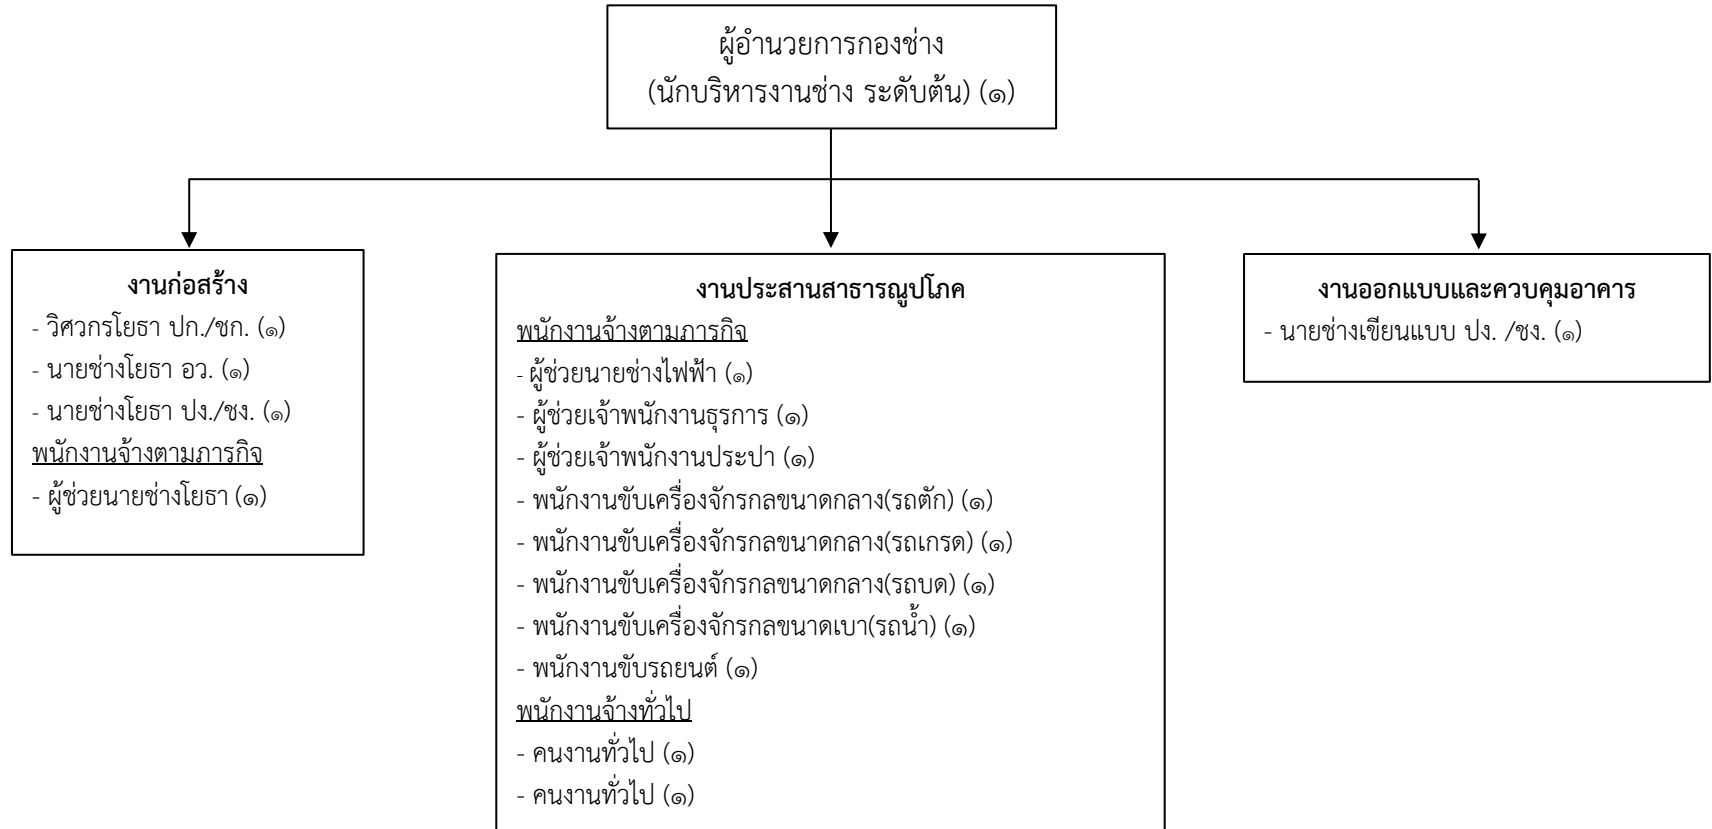 ผู้อำนวยการกองช่าง
(นักบริหารงานช่าง ระดับต้น) (๑)
งานก่อสร้าง
- วิศวกรโยธา ปก./ชก. (๑)
- นายช่างโยธา อว. (๑)
- นายช่างโยธา ปง./ชง. (๑)
พนักงานจ้างตามภารกิจ
- ผู้ช่วยนายช่างโยธา (๑)
งานประสานสาธารณูปโภค
พนักงานจ้างตามภารกิจ
- ผู้ช่วยนายช่างไฟฟ้า (๑)
- ผู้ช่วยเจ้าพนักงานธุรการ (๑)
- ผู้ช่วยเจ้าพนักงานประปา (๑)
- พนักงานขับเครื่องจักรกลขนาดกลาง(รถตัก) (๑)
- พนักงานขับเครื่องจักรกลขนาดกลาง(รถเกรด) (๑)
- พนักงานขับเครื่องจักรกลขนาดกลาง(รถบด) (๑)
- พนักงานขับเครื่องจักรกลขนาดเบา(รถน้ำ) (๑)
- พนักงานขับรถยนต์ (๑)
พนักงานจ้างทั่วไป
- คนงานทั่วไป (๑)
- คนงานทั่วไป (๑)
งานออกแบบและควบคุมอาคาร
- นายช่างเขียนแบบ ปง. /ชง. (๑)